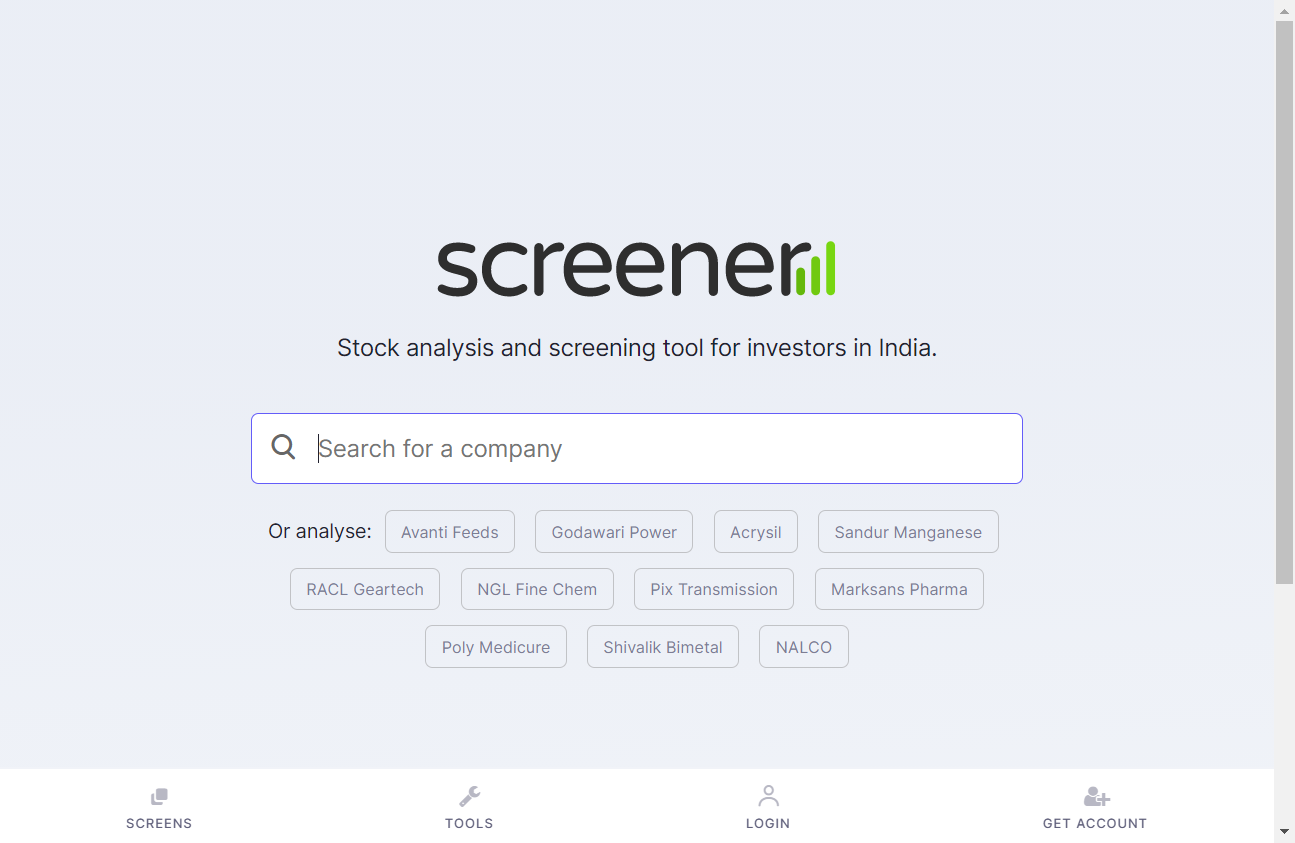 screener
Stock analysis and screening tool for investors in India.
Search for a company
Or analyse: Avanti Feeds Godawari Power Acrysil Sandur Manganese
RACL Geartech NGL Fine Chem Pix Transmission Marksans Pharma
Poly Medicure Shivalik Bimetal NALCO
SCREENS TOOLS LOGIN GET ACCOUNT